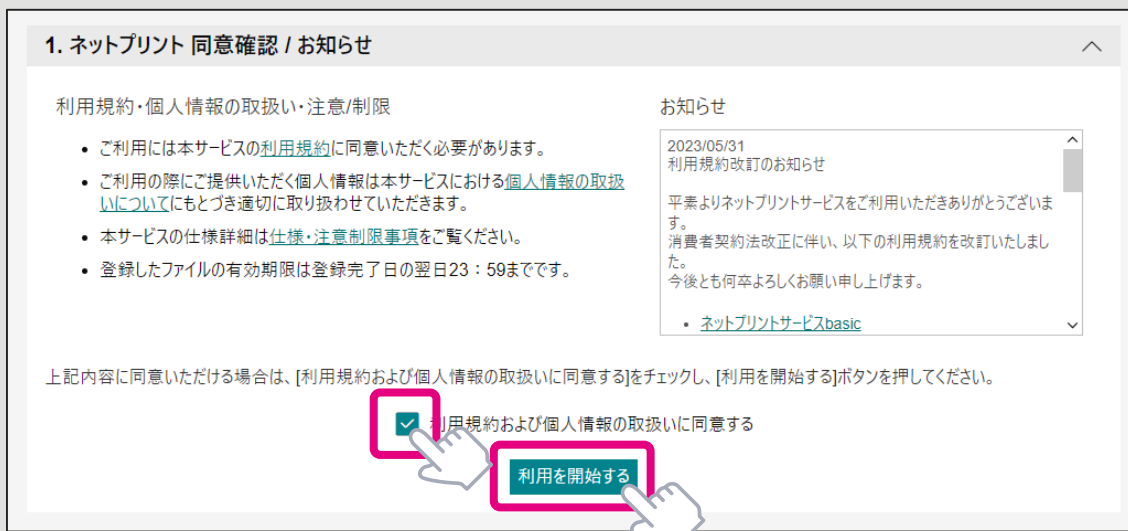 1. ネットプリント 同意確認 / お知らせ
利用規約・個人情報の取扱い・注意/制限
• ご利用には本サービスの利用規約に同意いただく必要があります。
• ご利用の際にご提供いただく個人情報は本サービスにおける個人情報の取扱
いについてにもとづき適切に取り扱わせていただきます。
• 本サービスの仕様詳細は仕様・注意制限事項をご覧ください。
• 登録したファイルの有効期限は登録完了日の翌日23：59までです。
お知らせ
2023/05/31
利用規約改訂のお知らせ
平素よりネットプリントサービスをご利用いただきありがとうございま
す。
消費者契約法改正に伴い、以下の利用規約を改訂いたしまし
た。
今後とも何卒よろしくお願い申し上げます。
• ネットプリントサービスbasic
上記内容に同意いただける場合は、[利用規約および個人情報の取扱いに同意する]をチェックし、[利用を開始する]ボタンを押してください。
利用規約および個人情報の取扱いに同意する
利用を開始する